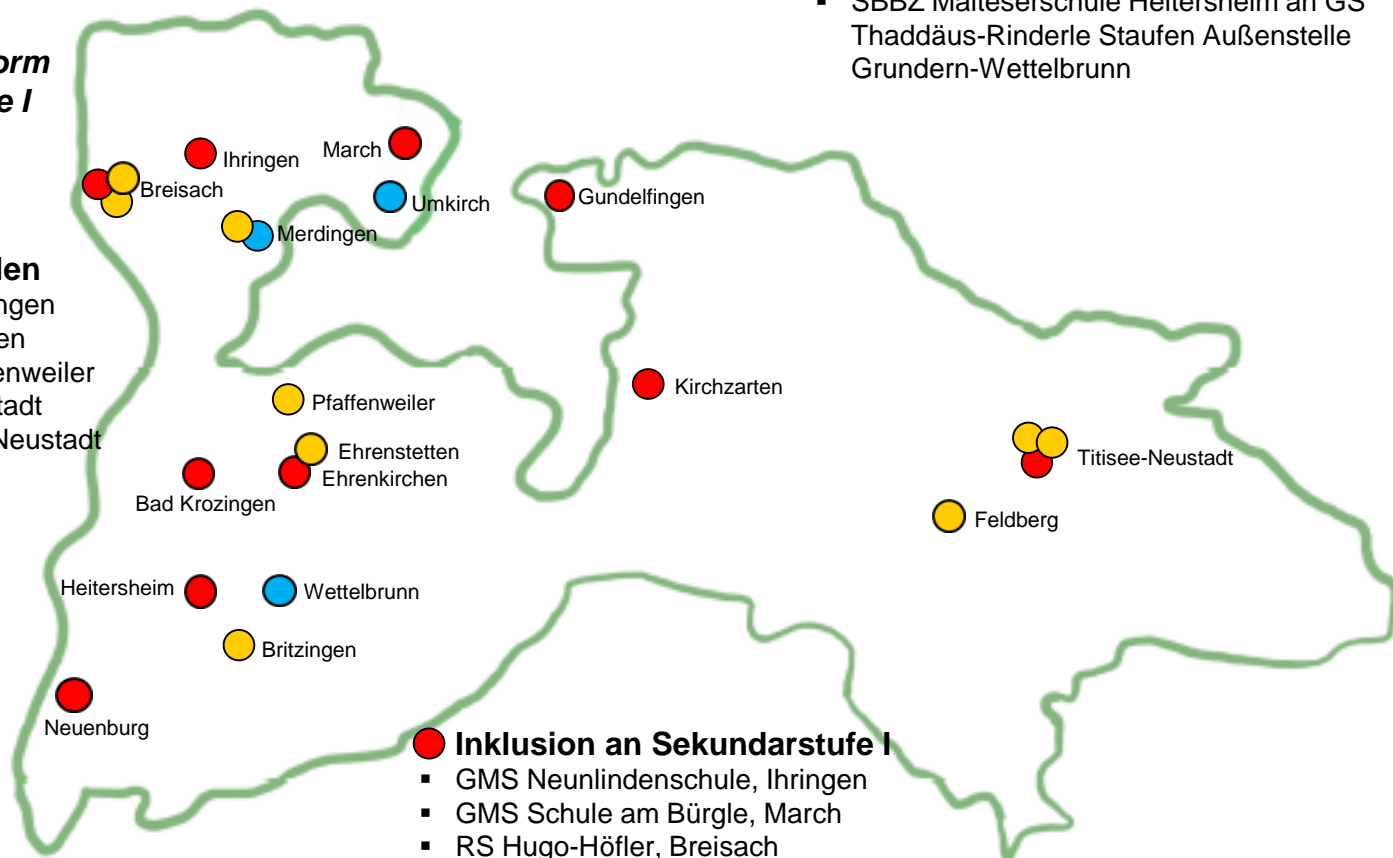 SBBZ Malteserschule Heitersheim an GS
Thaddäus-Rinderle Staufen Außenstelle
Grundern-Wettelbrunn
orm
e I
Ihringen
March
Breisach
Umkirch
Gundelfingen
Merdingen
len
ngen
en
enweiler
tadt
Neustadt
Kirchzarten
Pfaffenweiler
Ehrenstetten
Ehrenkirchen
Bad Krozingen
Titisee-Neustadt
Feldberg
Heitersheim
Wettelbrunn
Britzingen
Neuenburg
Inklusion an Sekundarstufe I
▪ GMS Neunlindenschule, Ihringen
▪ GMS Schule am Bürgle, March
▪ RS Hugo-Höfler, Breisach